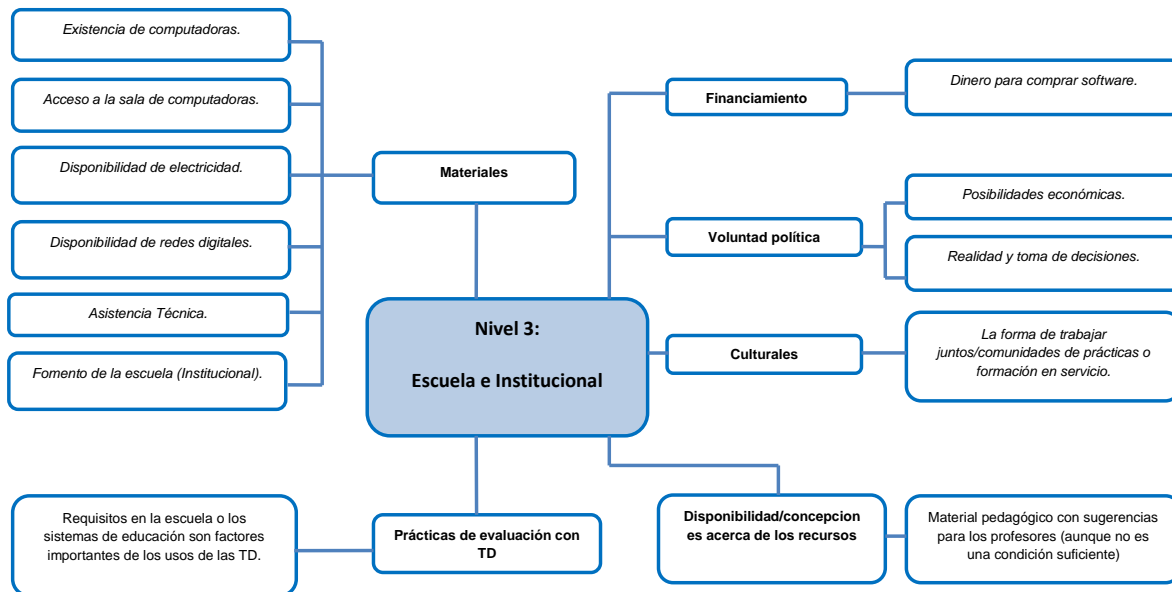 Existencia de computadoras.
Acceso a la sala de computadoras.
Disponibilidad de electricidad.
Disponibilidad de redes digitales.
Asistencia Técnica.
Fomento de la escuela (Institucional).
Materiales
Financiamiento
Dinero para comprar software.
Voluntad política
Posibilidades económicas.
Realidad y toma de decisiones.
Nivel 3:
Escuela e Institucional
Culturales
La forma de trabajar
juntos/comunidades de prácticas o
formación en servicio.
Requisitos en la escuela o los
sistemas de educación son factores
importantes de los usos de las TD.
Prácticas de evaluación con
TD
Disponibilidad/concepcion
es acerca de los recursos
Material pedagógico con sugerencias
para los profesores (aunque no es
una condición suficiente)